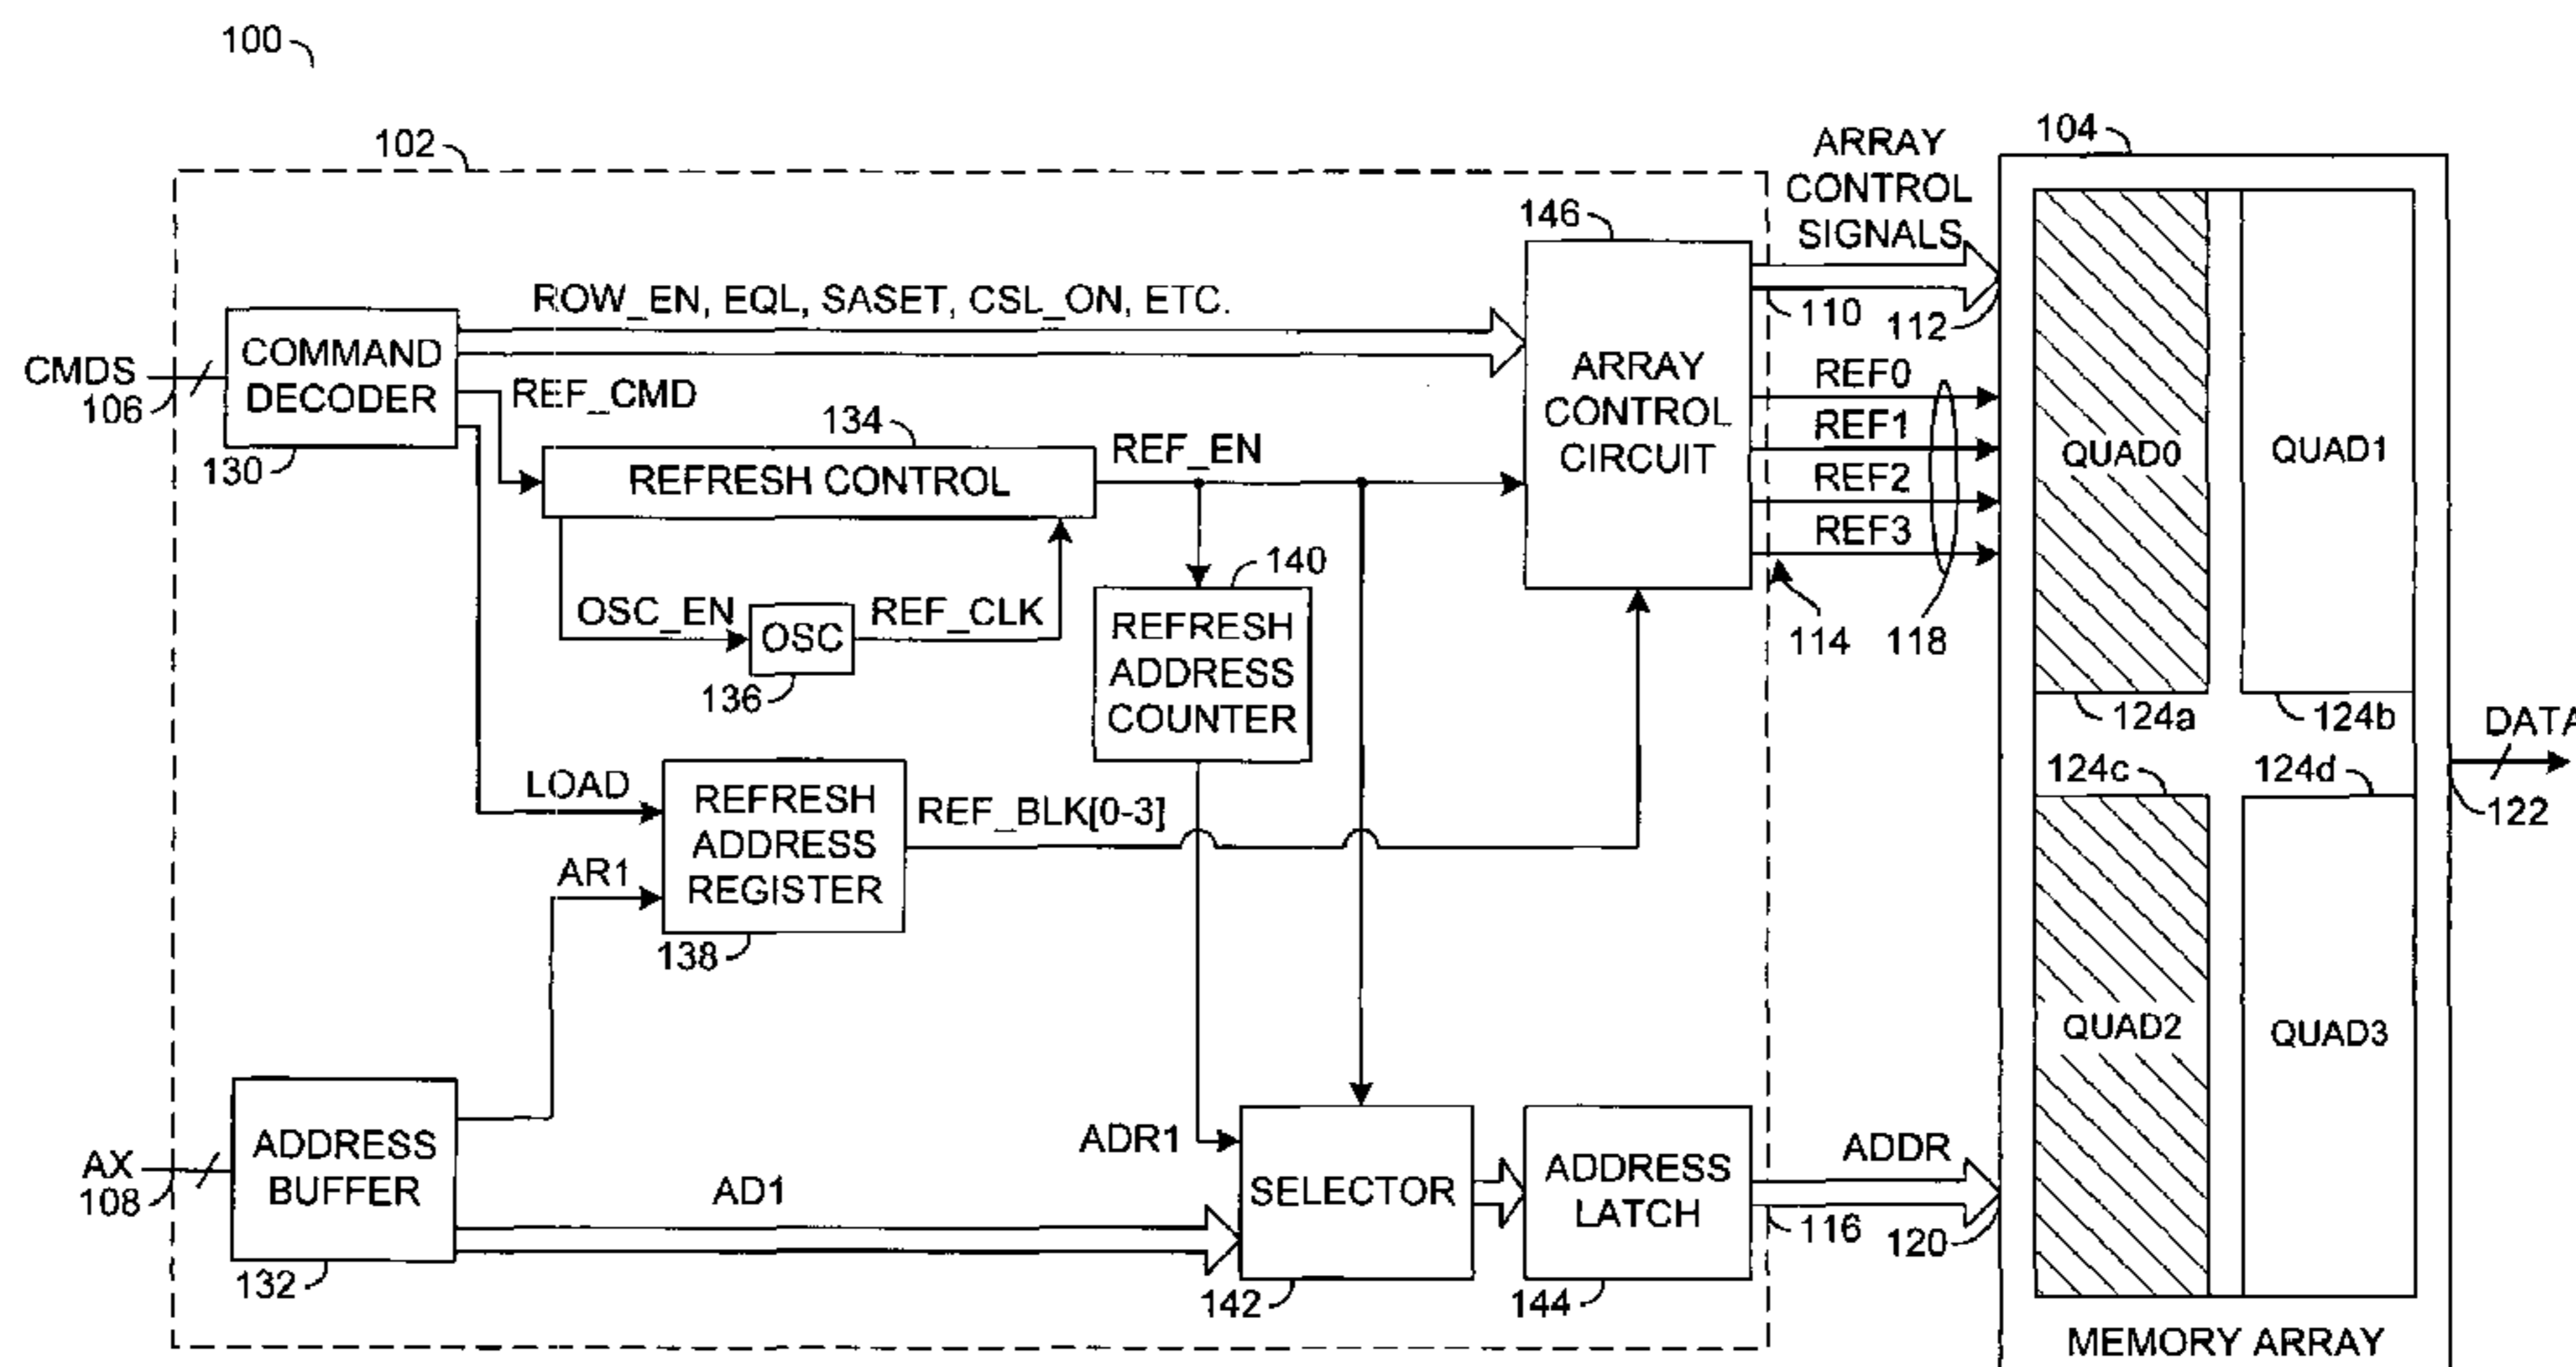 100
102
104
ARRAY
CONTROL
SIGNALS
146
ROW_EN, EQL, SASET, CSL_ON, ETC.
110
112
COMMAND
DECODER
CMDS
106
130
REF_CMD
134
REFRESH CONTROL
REF_EN
ARRAY
CONTROL
CIRCUIT
REF0
REF1
REF2
REF3
114
118
QUAD0
QUAD1
OSC_EN
OSC
REF_CLK
136
140
REFRESH
ADDRESS
COUNTER
124a
124b
DATA
122
124c
124d
LOAD
AR1
REFRESH
ADDRESS
REGISTER
138
REF_BLK[0-3]
QUAD2
QUAD3
AX
108
ADDRESS
BUFFER
132
AD1
ADR1
SELECTOR
142
ADDRESS
LATCH
144
ADDR
116
120
MEMORY ARRAY